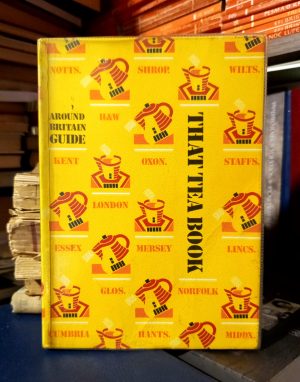 NOTTS.
SHROP.
WILTS.
AROUND
BRITAIN
GUIDE
H&W
KENT
OXON.
STAFFS.
THAT TEA BOOK
LONDON
ESSEX
MERSEY
LINCS.
GLOS.
NORFOLK
CUMBRIA
HANTS.
MIDDX.